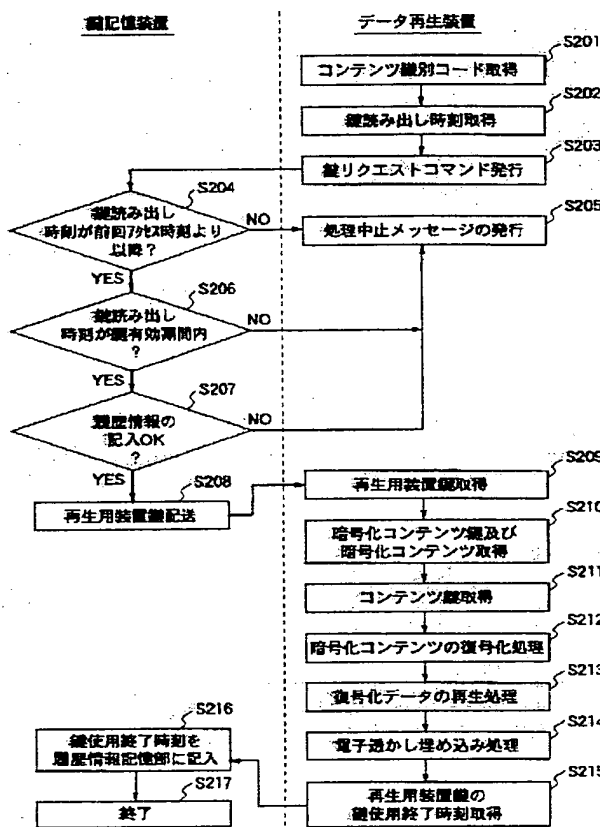 鍵記憶装置
データ再生装置
S201
コンテンツ識別コード取得
S202
鍵読み出し時刻取得
S203
鍵リクエストコマンド発行
S204
鍵読み出し
時刻が前回アクセス時刻より
以降？
NO
YES
S205
処理中止メッセージの発行
S206
鍵読み出し
時刻が鍵有効期間内
？
NO
YES
S207
履歴情報の
記入OK
？
NO
YES
S208
再生用装置鍵配送
S209
再生用装置鍵取得
S210
暗号化コンテンツ鍵及び
暗号化コンテンツ取得
S211
コンテンツ鍵取得
S212
暗号化コンテンツの復号化処理
S213
復号化データの再生処理
S214
電子透かし埋め込み処理
S215
再生用装置鍵の
鍵使用終了時刻取得
S216
鍵使用終了時刻を
履歴情報記憶部に記入
S217
終了